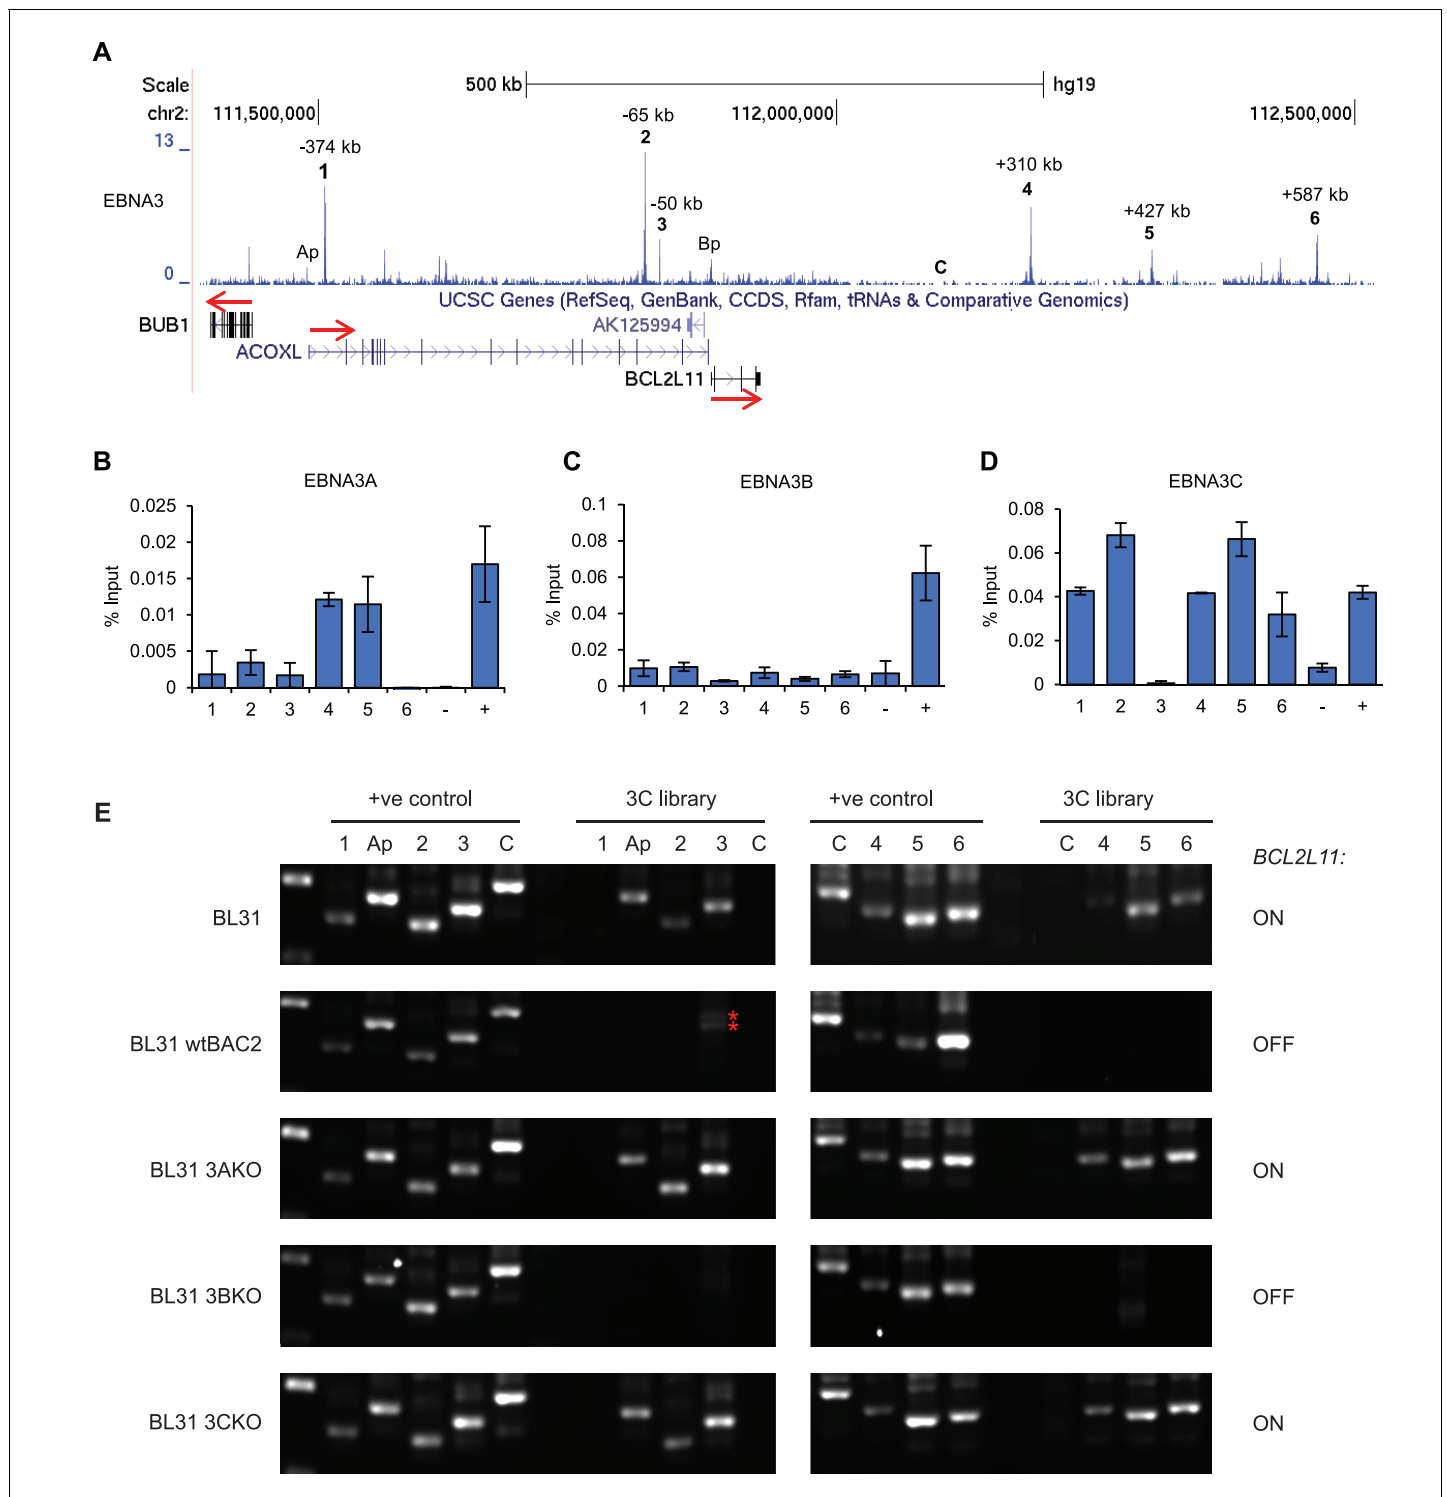 A
Scale 500 kb hg19
chr2: 111,500,000 112,000,000 112,500,000
13
-374 kb
1
-65 kb
2
-50 kb
3
+310 kb
4
+427 kb
5
+587 kb
6
EBNA3
Ap
Bp
C
0
UCSC Genes (RefSeq, GenBank, CCDS, Rfam, tRNAs & Comparative Genomics)
BUB1
AK125994
ACOXL
BCL2L11
B
EBNA3A
% Input
0.025
0.02
0.015
0.01
0.005
0
1 2 3 4 5 6 - +
C
EBNA3B
% Input
0.1
0.08
0.06
0.04
0.02
0
1 2 3 4 5 6 - +
D
EBNA3C
% Input
0.08
0.06
0.04
0.02
0
1 2 3 4 5 6 - +
E
+ve control 3C library +ve control 3C library
1 Ap 2 3 C 1 Ap 2 3 C C 4 5 6 C 4 5 6
BCL2L11:
BL31 ON
BL31 wtBAC2 * * OFF
BL31 3AKO ON
BL31 3BKO OFF
BL31 3CKO ON